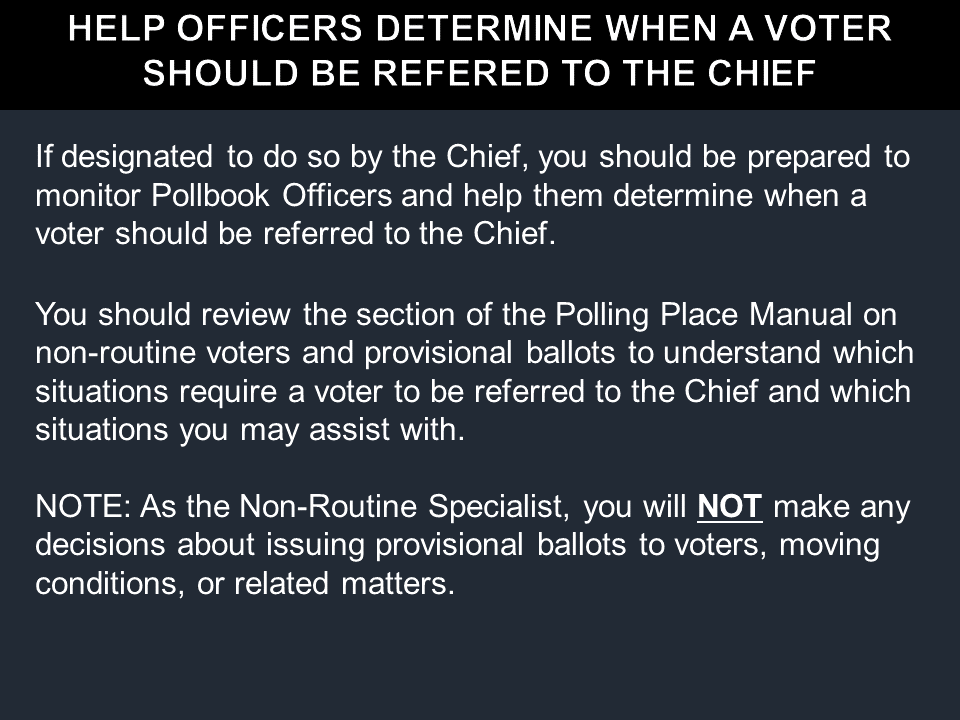 HELP OFFICERS DETERMINE WHEN A VOTER
SHOULD BE REFERED TO THE CHIEF
If designated to do so by the Chief, you should be prepared to
monitor Pollbook Officers and help them determine when a
voter should be referred to the Chief.
You should review the section of the Polling Place Manual on
non-routine voters and provisional ballots to understand which
situations require a voter to be referred to the Chief and which
situations you may assist with.
NOTE: As the Non-Routine Specialist, you will NOT make any
decisions about issuing provisional ballots to voters, moving
conditions, or related matters.